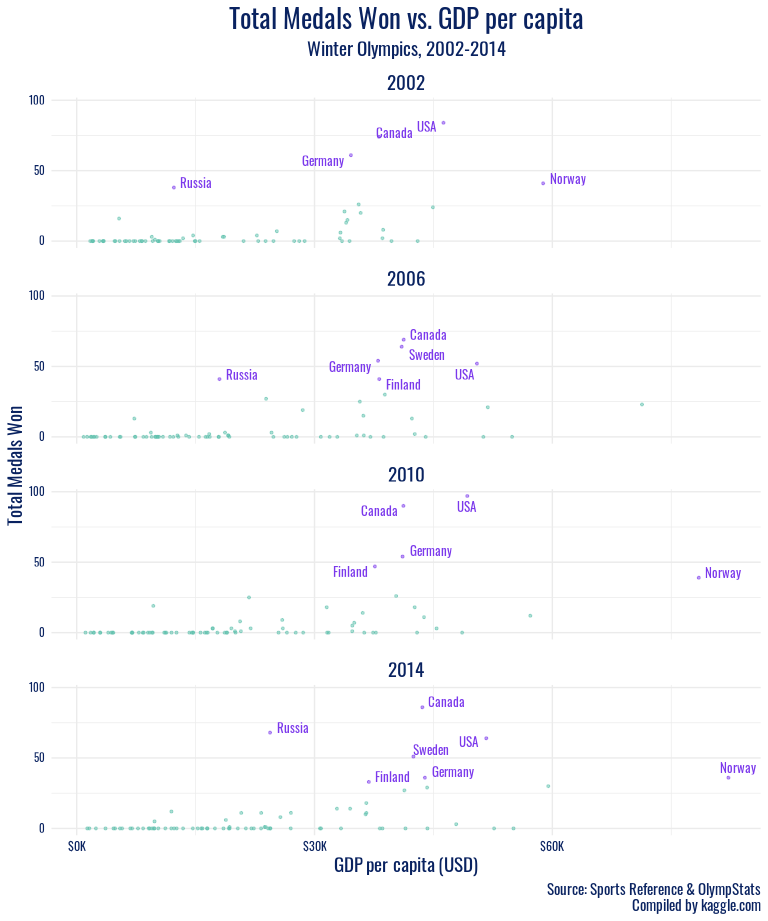 Total Medals Won vs. GDP per capita
Winter Olympics, 2002-2014
2002
100
USA
Canada
Germany
50
Russia
Norway
0
2006
100
Canada
Sweden
Germany
50
Russia
USA
Finland
0
Total Medals Won
2010
100
Canada
USA
Germany
50
Finland
Norway
0
2014
100
Canada
Russia
USA
Sweden
50
Norway
Finland
Germany
0
$0K
$30K
$60K
GDP per capita (USD)
Source: Sports Reference & OlympStats
Compiled by kaggle.com